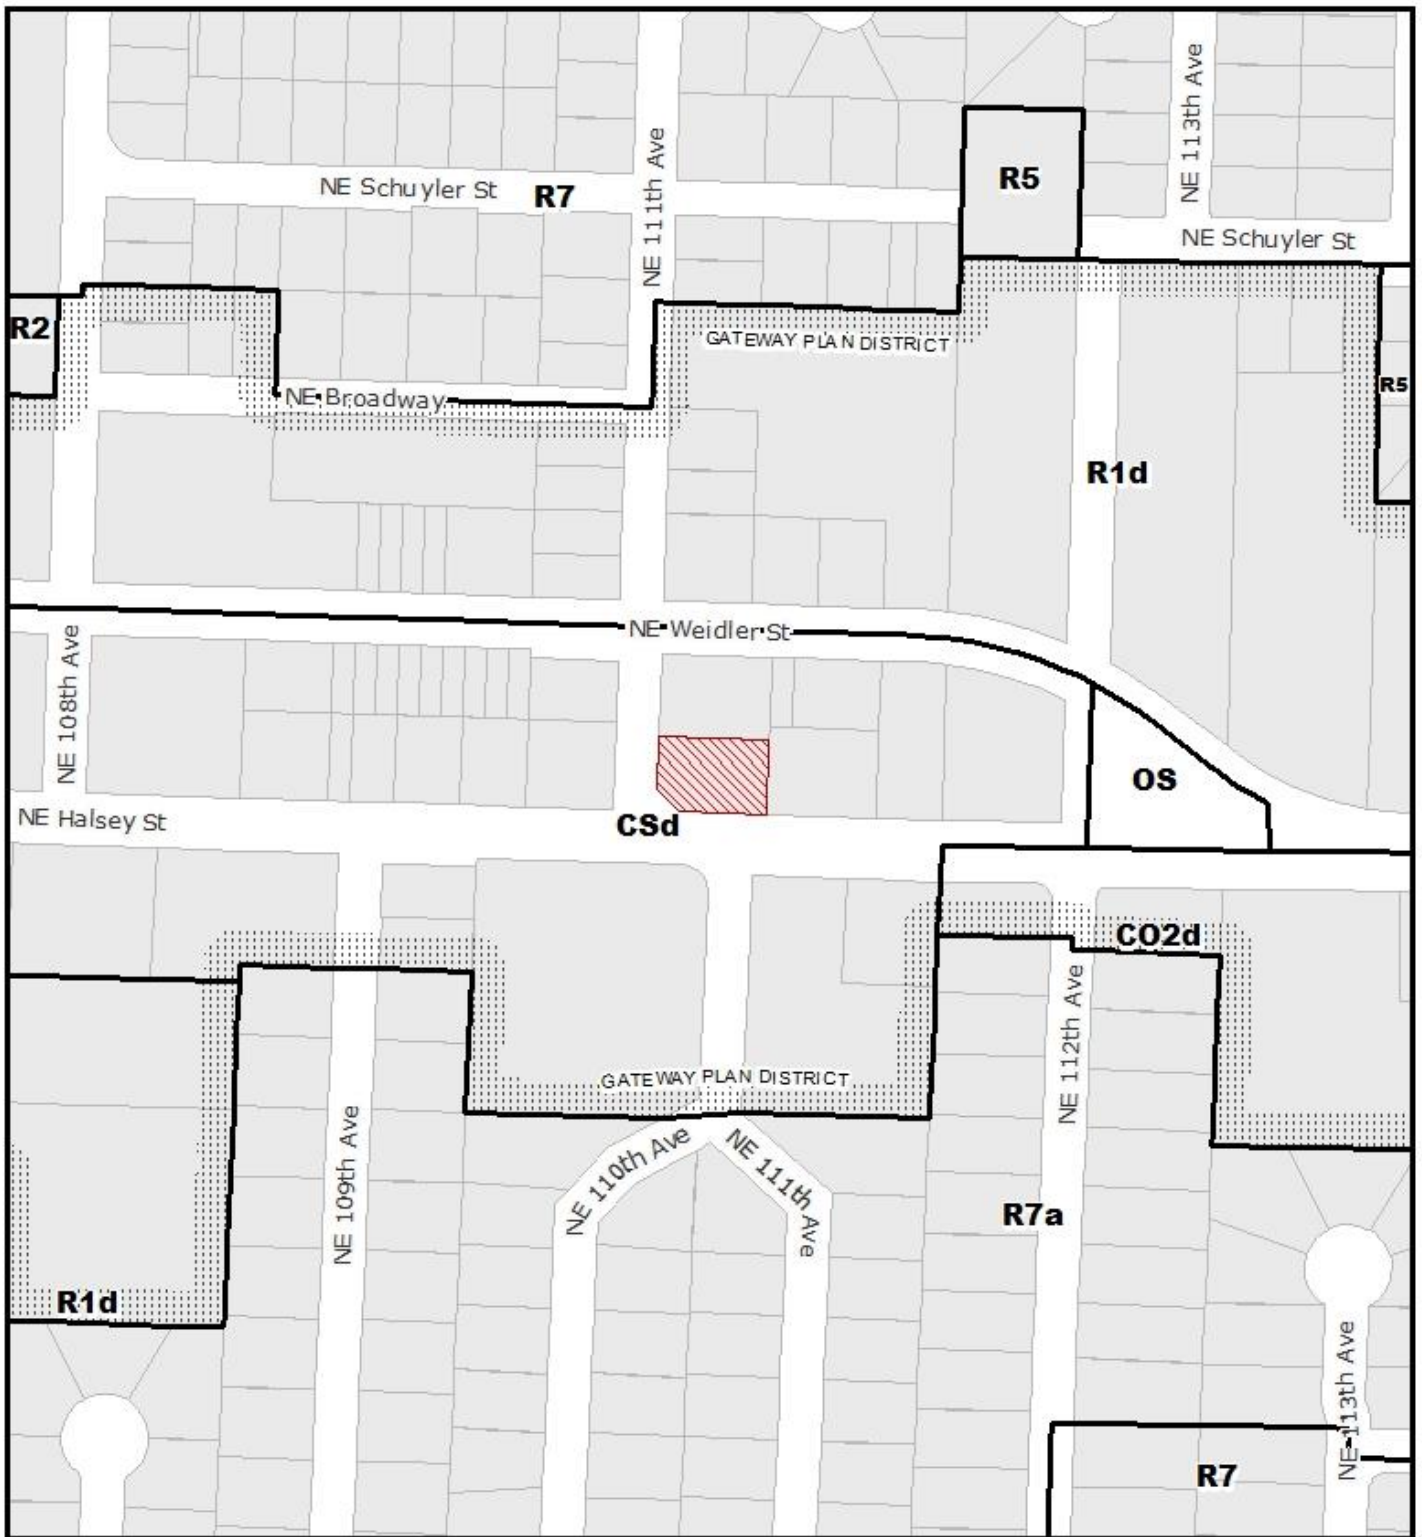 NE 113th Ave
NE 111th Ave
R5
NE Schuyler St
R7
NE Schuyler St
R2
GATEWAY PLAN DISTRICT
R5
NE Broadway
R1d
NE Weidler St
NE 108th Ave
OS
NE Halsey St
CSd
CO2d
NE 112th Ave
GATEWAY PLAN DISTRICT
NE 109th Ave
NE 110th Ave
NE 111th Ave
R7a
R1d
NE 113th Ave
R7